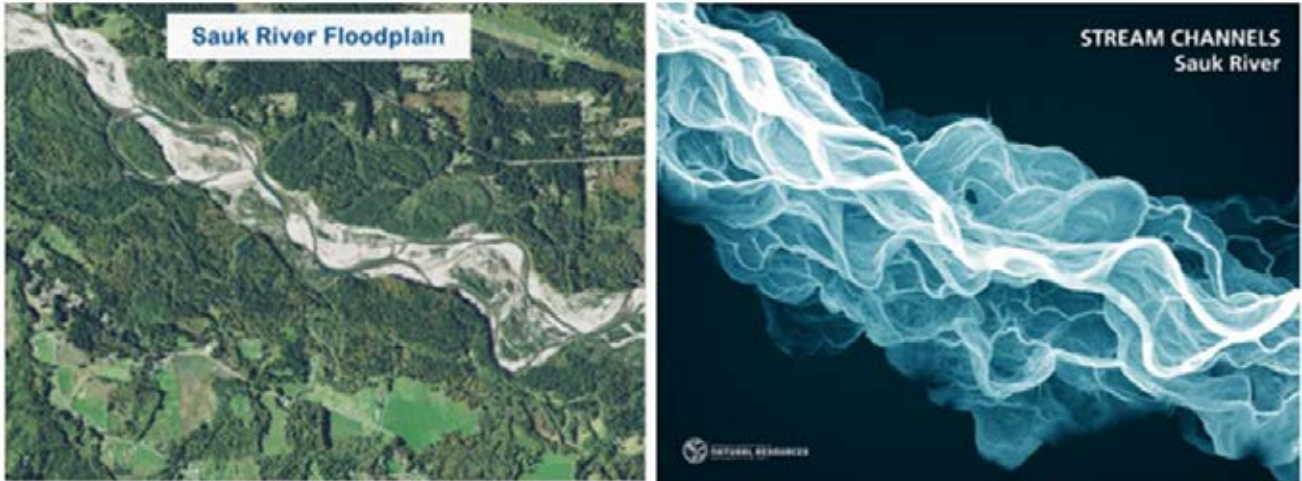 Sauk River Floodplain
STREAM CHANNELS
Sauk River
NATURAL RESOURCES